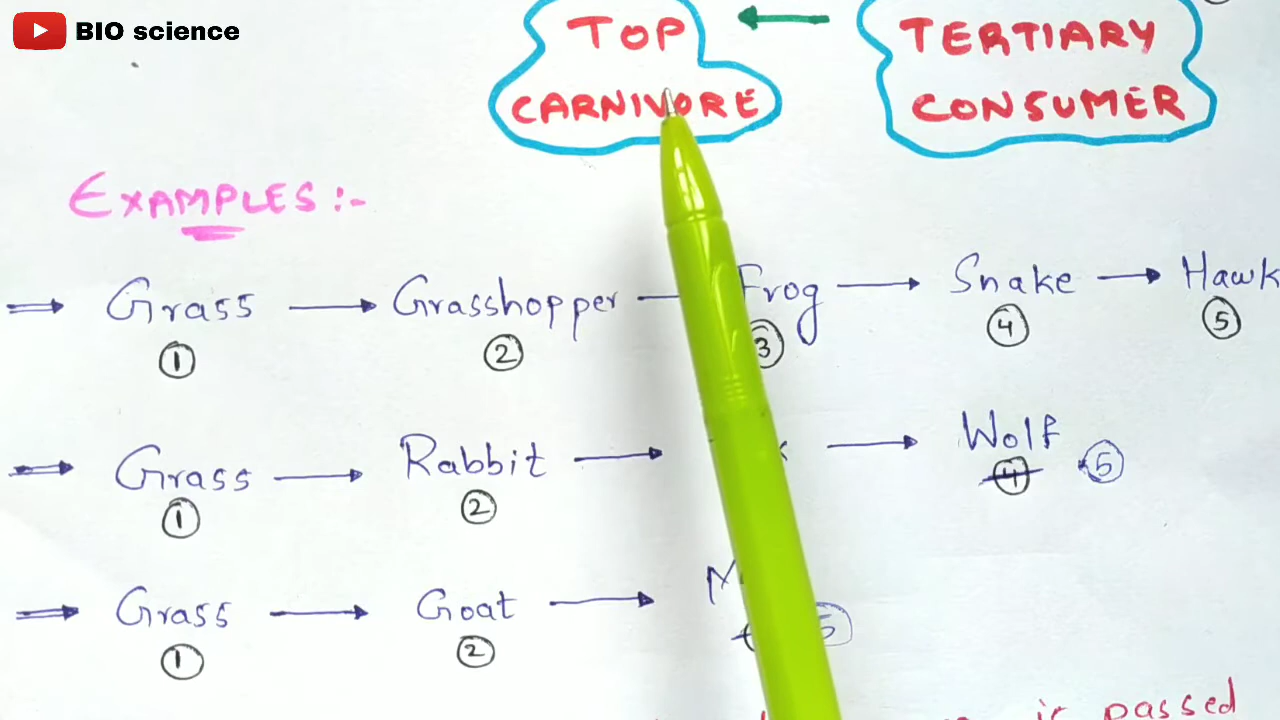 BIO science
TOP
CARNIVORE
TERTIARY
CONSUMER
EXAMPLES :-
Grass Grasshopper Frog Snake Hawk
1 2 3 4 5
Grass Rabbit Wolf
1 2 4 5
Grass Goat
1 2 5
is passed